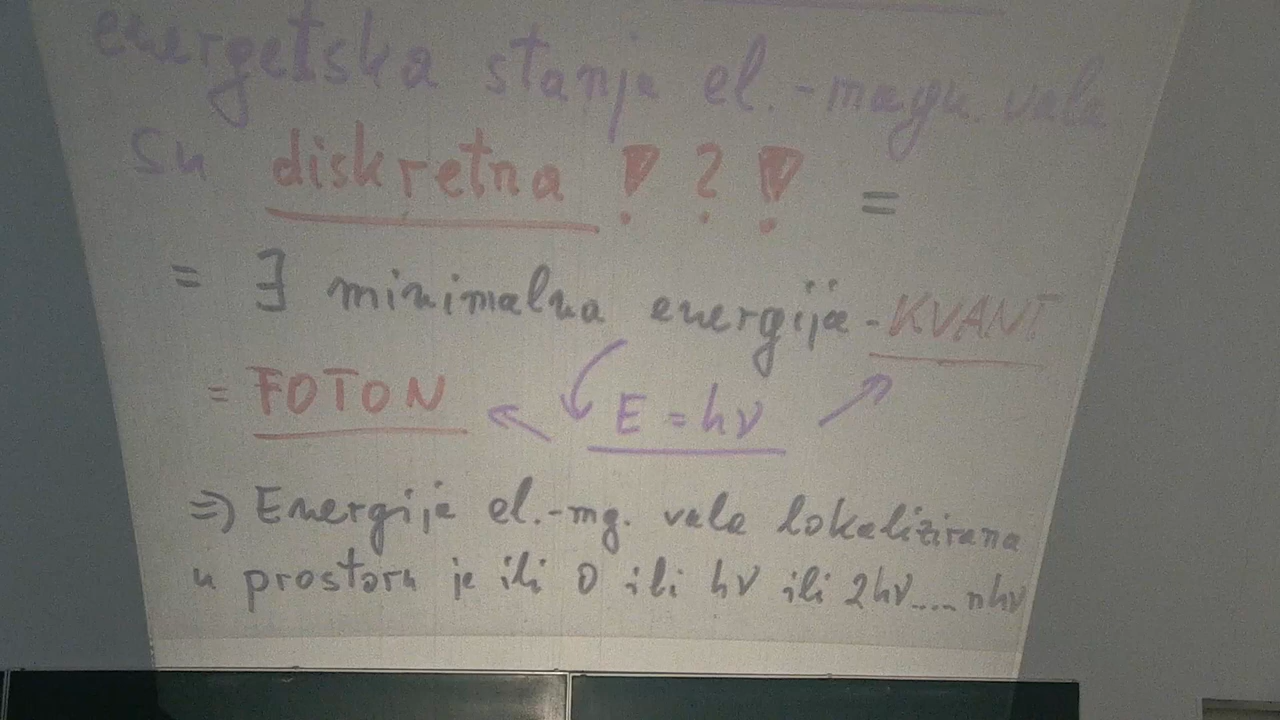 energetska stanja el.-magn. vala
su diskretna ! ? ! =
= ∃ minimalna energija - KVANT
= FOTON E = hν
⇒ Energija el.-mg. vala lokalizirana
u prostoru je ili 0 ili hν ili 2hν.... nhν